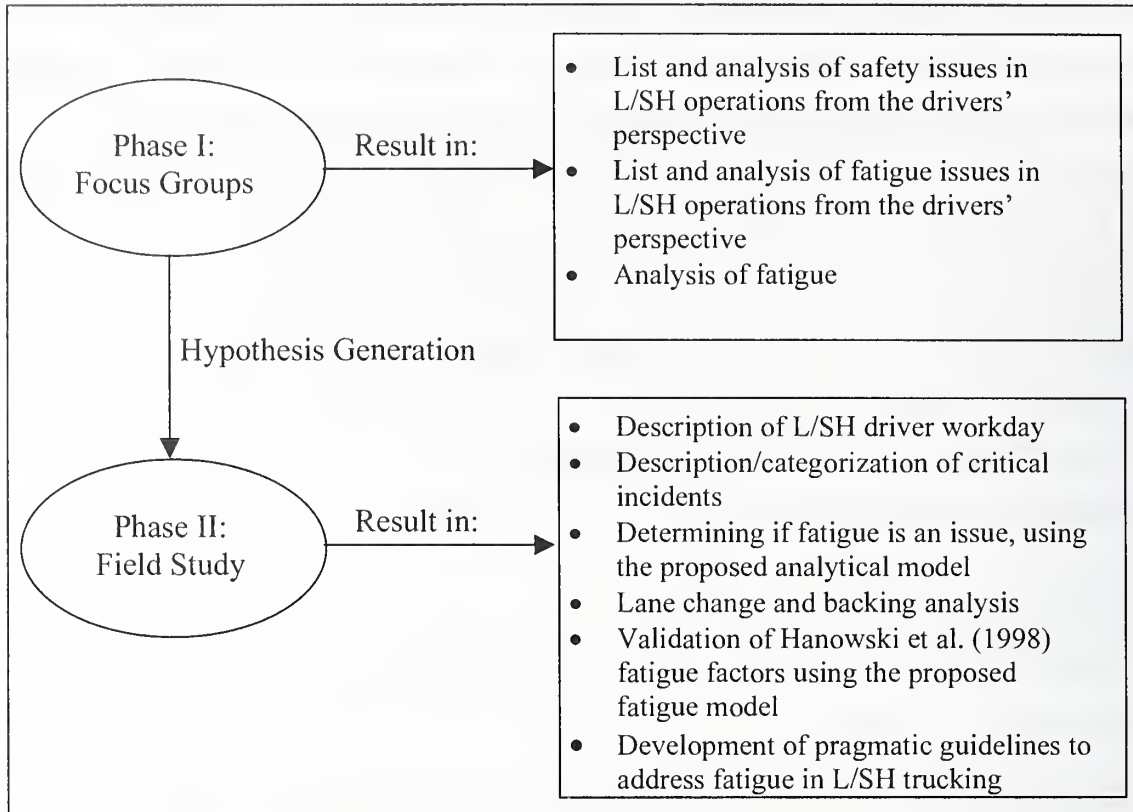 Phase I:
Focus Groups
Result in:
• List and analysis of safety issues in
L/SH operations from the drivers'
perspective
• List and analysis of fatigue issues in
L/SH operations from the drivers'
perspective
• Analysis of fatigue
Hypothesis Generation
Phase II:
Field Study
Result in:
• Description of L/SH driver workday
• Description/categorization of critical
incidents
• Determining if fatigue is an issue, using
the proposed analytical model
• Lane change and backing analysis
• Validation of Hanowski et al. (1998)
fatigue factors using the proposed
fatigue model
• Development of pragmatic guidelines to
address fatigue in L/SH trucking